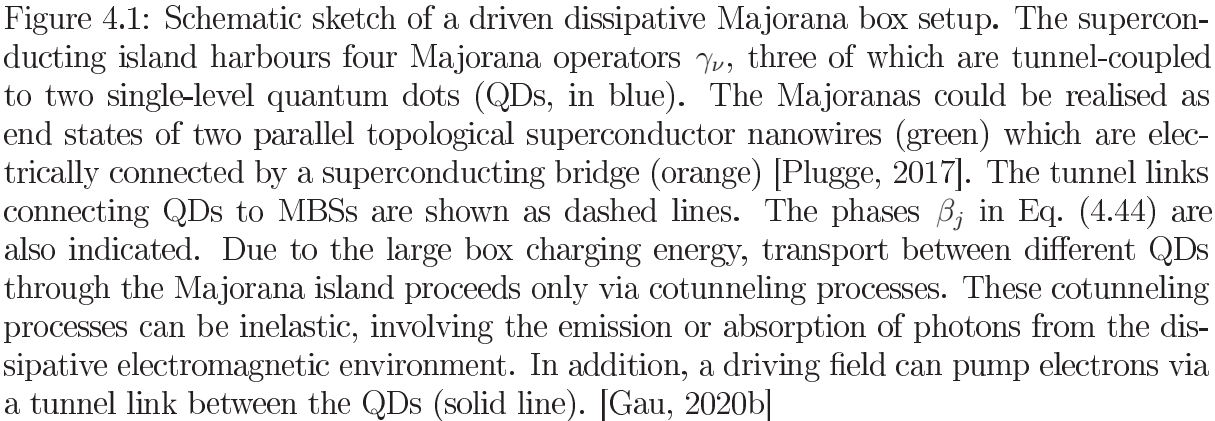 Figure 4.1: Schematic sketch of a driven dissipative Majorana box setup. The supercon-
ducting island harbours four Majorana operators γν, three of which are tunnel-coupled
to two single-level quantum dots (QDs, in blue). The Majoranas could be realised as
end states of two parallel topological superconductor nanowires (green) which are elec-
trically connected by a superconducting bridge (orange) [Plugge, 2017]. The tunnel links
connecting QDs to MBSs are shown as dashed lines. The phases βj in Eq. (4.44) are
also indicated. Due to the large box charging energy, transport between different QDs
through the Majorana island proceeds only via cotunneling processes. These cotunneling
processes can be inelastic, involving the emission or absorption of photons from the dis-
sipative electromagnetic environment. In addition, a driving field can pump electrons via
a tunnel link between the QDs (solid line). [Gau, 2020b]